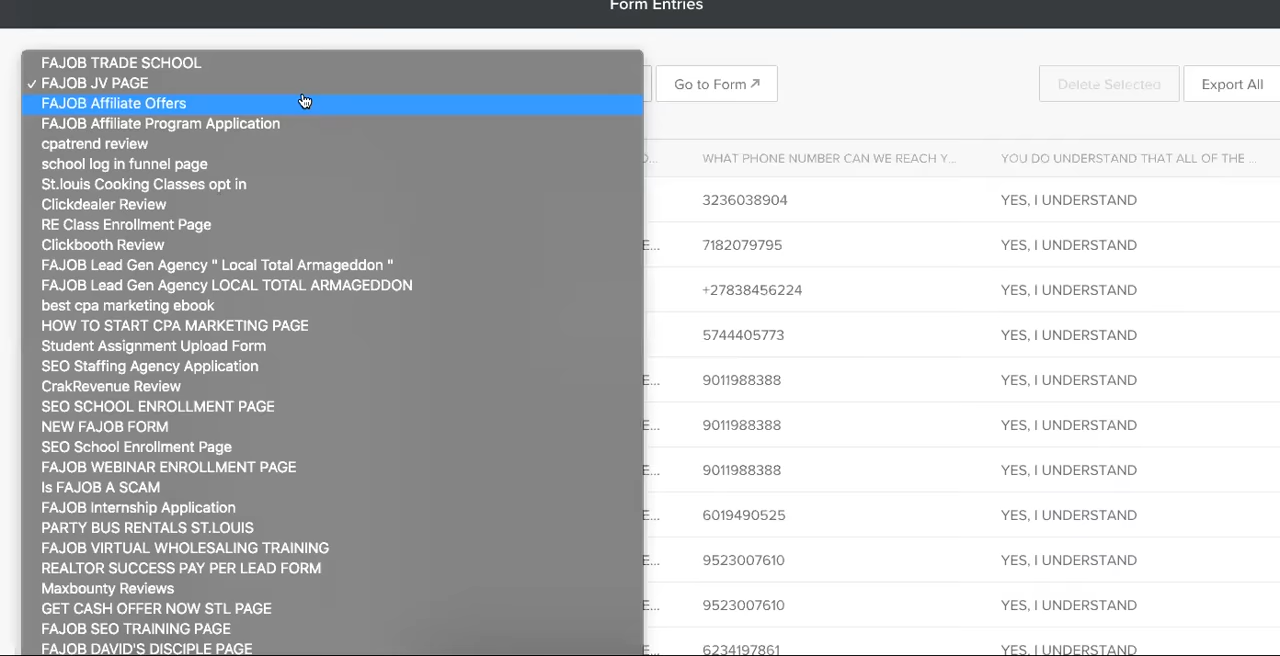 Form Entries
FAJOB TRADE SCHOOL
✓ FAJOB JV PAGE
FAJOB Affiliate Offers
FAJOB Affiliate Program Application
cpatrend review
school log in funnel page
St.louis Cooking Classes opt in
Clickdealer Review
RE Class Enrollment Page
Clickbooth Review
FAJOB Lead Gen Agency " Local Total Armageddon "
FAJOB Lead Gen Agency LOCAL TOTAL ARMAGEDDON
best cpa marketing ebook
HOW TO START CPA MARKETING PAGE
Student Assignment Upload Form
SEO Staffing Agency Application
CrakRevenue Review
SEO SCHOOL ENROLLMENT PAGE
NEW FAJOB FORM
SEO School Enrollment Page
FAJOB WEBINAR ENROLLMENT PAGE
Is FAJOB A SCAM
FAJOB Internship Application
PARTY BUS RENTALS ST.LOUIS
FAJOB VIRTUAL WHOLESALING TRAINING
REALTOR SUCCESS PAY PER LEAD FORM
Maxbounty Reviews
GET CASH OFFER NOW STL PAGE
FAJOB SEO TRAINING PAGE
FAJOB DAVID'S DISCIPLE PAGE
Go to Form ↗
Delete Selected
Export All
O... WHAT PHONE NUMBER CAN WE REACH Y... YOU DO UNDERSTAND THAT ALL OF THE ...
3236038904 YES, I UNDERSTAND
E... 7182079795 YES, I UNDERSTAND
+27838456224 YES, I UNDERSTAND
5744405773 YES, I UNDERSTAND
E... 9011988388 YES, I UNDERSTAND
E... 9011988388 YES, I UNDERSTAND
E... 9011988388 YES, I UNDERSTAND
E... 6019490525 YES, I UNDERSTAND
E... 9523007610 YES, I UNDERSTAND
E... 9523007610 YES, I UNDERSTAND
E... 6234197861 YES, I UNDERSTAND